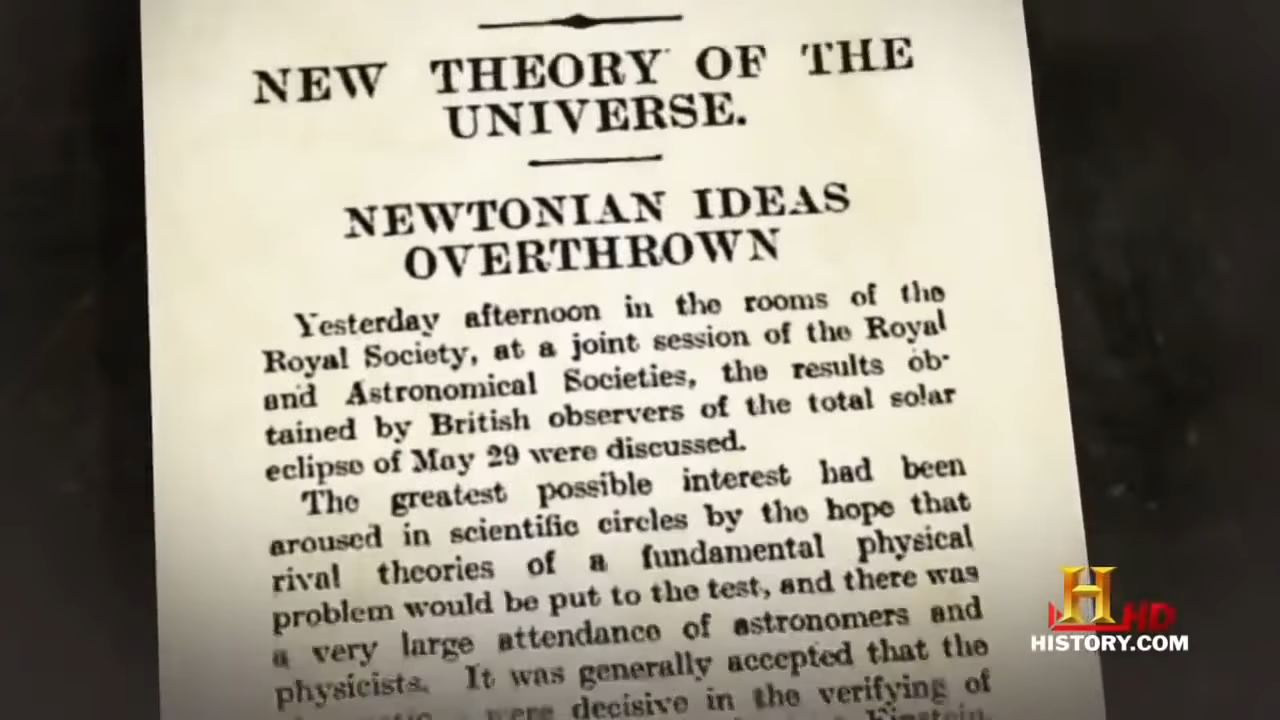 NEW THEORY OF THE
UNIVERSE.
NEWTONIAN IDEAS
OVERTHROWN
Yesterday afternoon in the rooms of the
Royal Society, at a joint session of the Royal
and Astronomical Societies, the results ob-
tained by British observers of the total solar
eclipse of May 29 were discussed.
The greatest possible interest had been
aroused in scientific circles by the hope that
rival theories of a fundamental physical
problem would be put to the test, and there was
a very large attendance of astronomers and
physicists. It was generally accepted that the
were decisive in the verifying of
Einstein,
H HD
HISTORY.COM